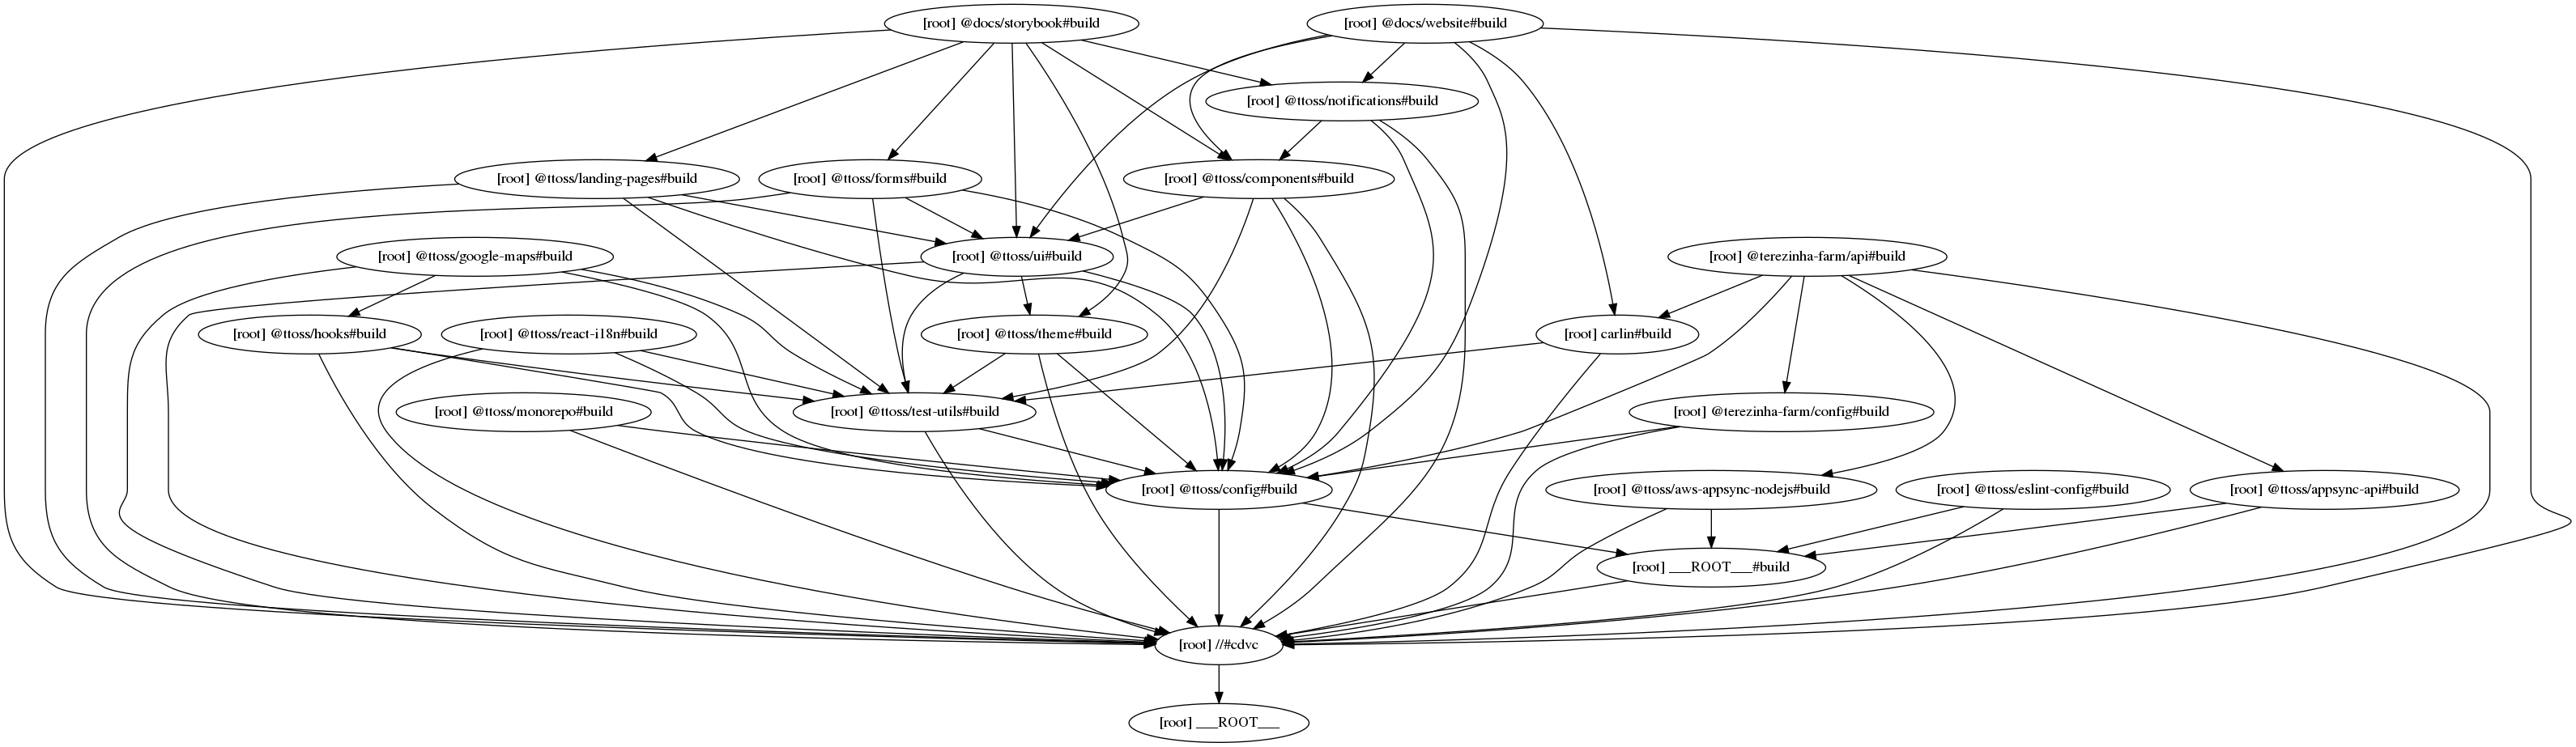 [root] @docs/storybook#build
[root] @docs/website#build
[root] @ttoss/notifications#build
[root] @ttoss/landing-pages#build
[root] @ttoss/forms#build
[root] @ttoss/components#build
[root] @ttoss/google-maps#build
[root] @ttoss/ui#build
[root] @terezinha-farm/api#build
[root] @ttoss/hooks#build
[root] @ttoss/react-i18n#build
[root] @ttoss/theme#build
[root] carlin#build
[root] @ttoss/monorepo#build
[root] @ttoss/test-utils#build
[root] @terezinha-farm/config#build
[root] @ttoss/config#build
[root] @ttoss/aws-appsync-nodejs#build
[root] @ttoss/eslint-config#build
[root] @ttoss/appsync-api#build
[root] ___ROOT___#build
[root] //#cdvc
[root] ___ROOT___